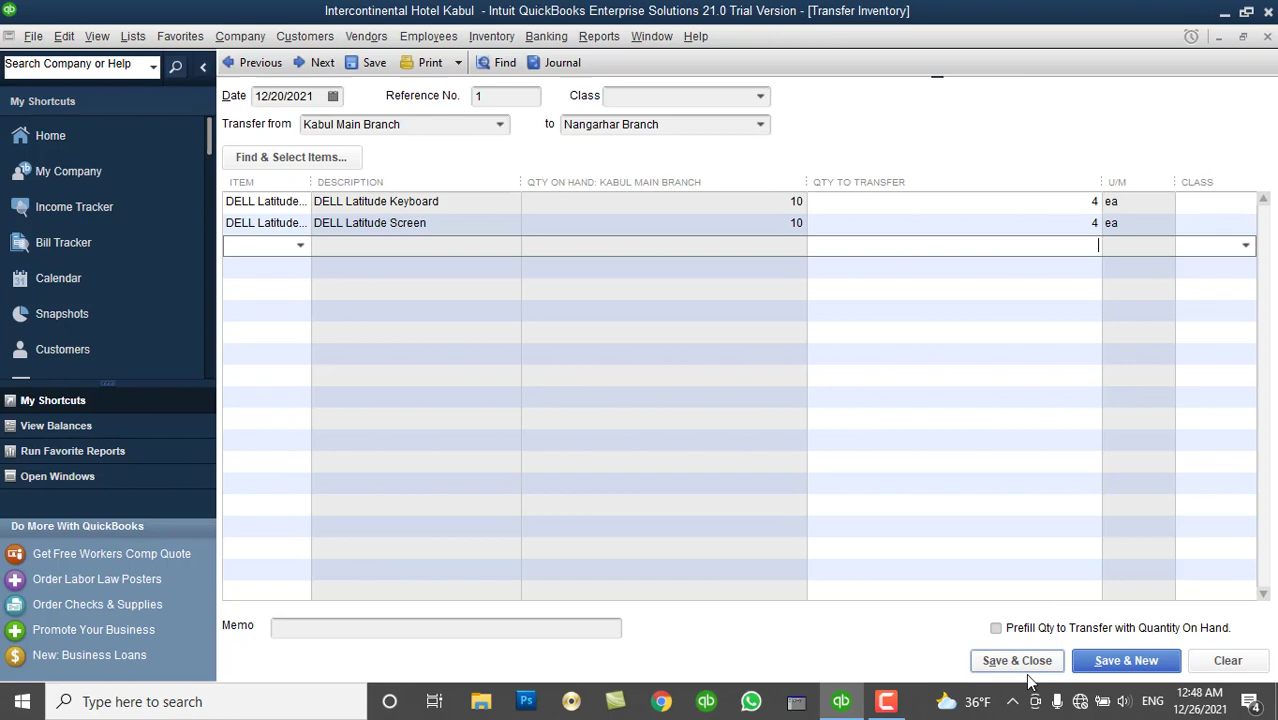 Intercontinental Hotel Kabul - Intuit QuickBooks Enterprise Solutions 21.0 Trial Version - [Transfer Inventory]
File Edit View Lists Favorites Company Customers Vendors Employees Inventory Banking Reports Window Help
Search Company or Help
Previous Next Save Print Find Journal
My Shortcuts
Home
My Company
Income Tracker
Bill Tracker
Calendar
Snapshots
Customers
My Shortcuts
View Balances
Run Favorite Reports
Open Windows
Do More With QuickBooks
Get Free Workers Comp Quote
Order Labor Law Posters
Order Checks & Supplies
Promote Your Business
New: Business Loans
Date 12/20/2021 Reference No. 1 Class
Transfer from Kabul Main Branch to Nangarhar Branch
Find & Select Items...
ITEM DESCRIPTION QTY ON HAND: KABUL MAIN BRANCH QTY TO TRANSFER U/M CLASS
DELL Latitude... DELL Latitude Keyboard 10 4 ea
DELL Latitude... DELL Latitude Screen 10 4 ea
Memo
Prefill Qty to Transfer with Quantity On Hand.
Save & Close Save & New Clear
Type here to search
36°F ENG 12:48 AM
12/26/2021 4